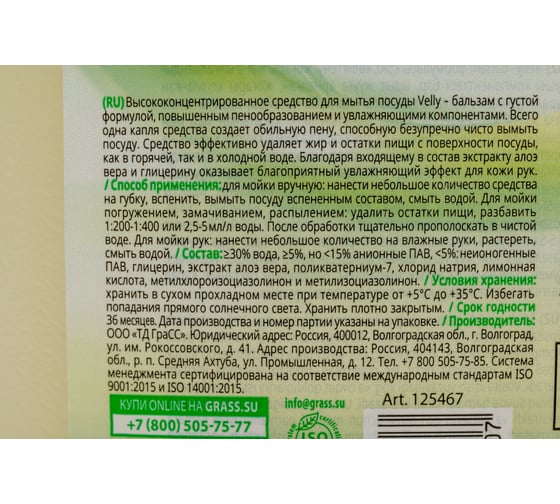 (RU) Высококонцентрированное средство для мытья посуды Velly - бальзам с густой
формулой, повышенным пенообразованием и увлажняющими компонентами. Всего
одна капля средства создает обильную пену, способную безупречно чисто вымыть
посуду. Средство эффективно удаляет жир и остатки пищи с поверхности посуды,
как в горячей, так и в холодной воде. Благодаря входящему в состав экстракту алоэ
вера и глицерину оказывает благоприятный увлажняющий эффект для кожи рук.
/ Способ применения: для мойки вручную: нанести небольшое количество средства
на губку, вспенить, вымыть посуду вспененным составом, смыть водой. Для мойки
погружением, замачиванием, распылением: удалить остатки пищи, разбавить
1:200-1:400 или 2,5-5мл/л воды. После обработки тщательно прополоскать в чистой
воде. Для мойки рук: нанести небольшое количество на влажные руки, растереть,
смыть водой. / Состав: ≥30% вода, ≥5%, но <15% анионные ПАВ, <5%: неионогенные
ПАВ, глицерин, экстракт алоэ вера, поликватериум-7, хлорид натрия, лимонная
кислота, метилхлороизоциазолинон и метилизоциазолинон. / Условия хранения:
хранить в сухом прохладном месте при температуре от +5°C до +35°C. Избегать
попадания прямого солнечного света. Хранить плотно закрытым. / Срок годности
36 месяцев. Дата производства и номер партии указаны на упаковке. / Производитель:
ООО «ТД ГраСС». Юридический адрес: Россия, 400012, Волгоградская обл., г. Волгоград,
ул. им. Рокоссовского, д. 41. Адрес производства: Россия, 404143, Волгоградская
обл., р. п. Средняя Ахтуба, ул. Промышленная, д. 12. Тел. +7 800 505-75-85. Система
менеджмента сертифицирована на соответствие международным стандартам ISO
9001:2015 и ISO 14001:2015.
КУПИ ONLINE НА GRASS.SU
+7 (800) 505-75-77
info@grass.su
ISO
Art. 125467